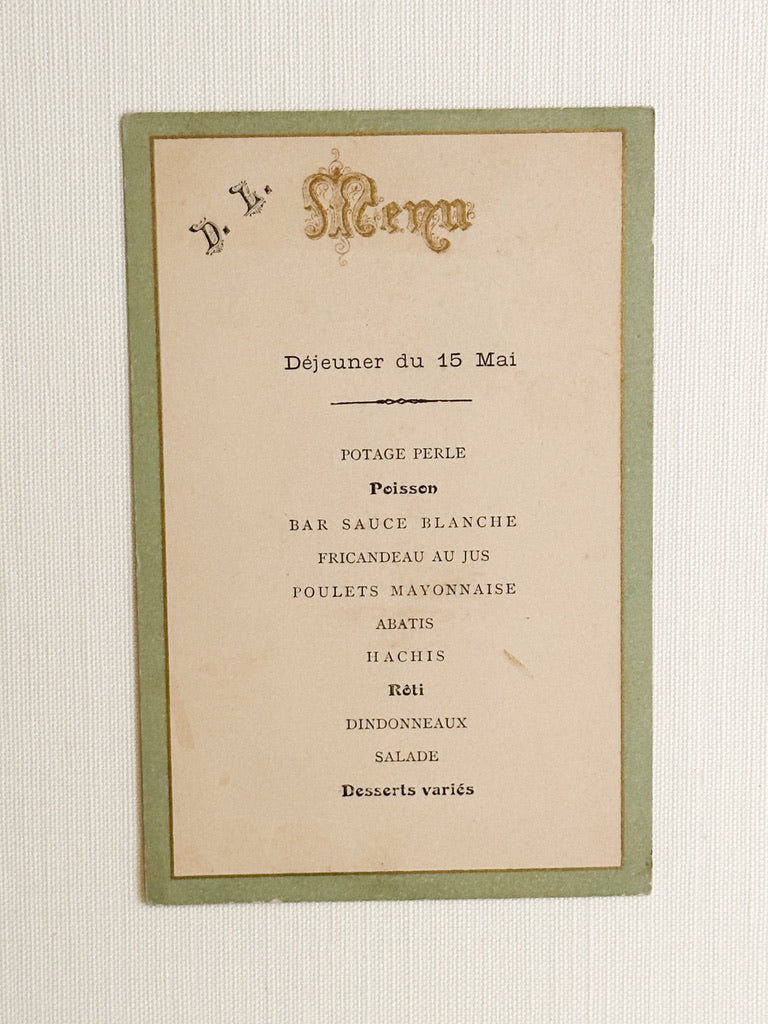 D. L.
Menu
Déjeuner du 15 Mai
POTAGE PERLE
Poisson
BAR SAUCE BLANCHE
FRICANDEAU AU JUS
POULETS MAYONNAISE
ABATIS
HACHIS
Rôti
DINDONNEAUX
SALADE
Desserts variés